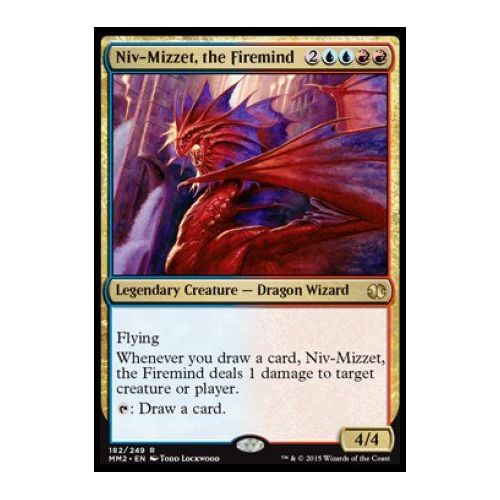 Niv-Mizzet, the Firemind 2
Legendary Creature — Dragon Wizard
Flying
Whenever you draw a card, Niv-Mizzet,
the Firemind deals 1 damage to target
creature or player.
: Draw a card.
4/4
182/249 R
MM2 • EN Todd Lockwood
™ & © 2015 Wizards of the Coast